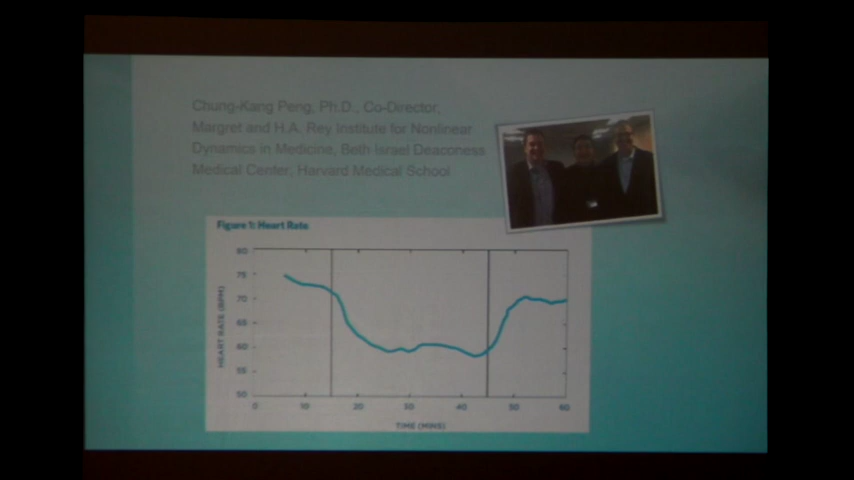 Chung-Kang Peng, Ph.D., Co-Director,
Margret and H.A. Rey Institute for Nonlinear
Dynamics in Medicine, Beth Israel Deaconess
Medical Center, Harvard Medical School
Figure 1: Heart Rate
80
75
70
65
60
55
50
HEART RATE (BPM)
0 10 20 30 40 50 60
TIME (MINS)